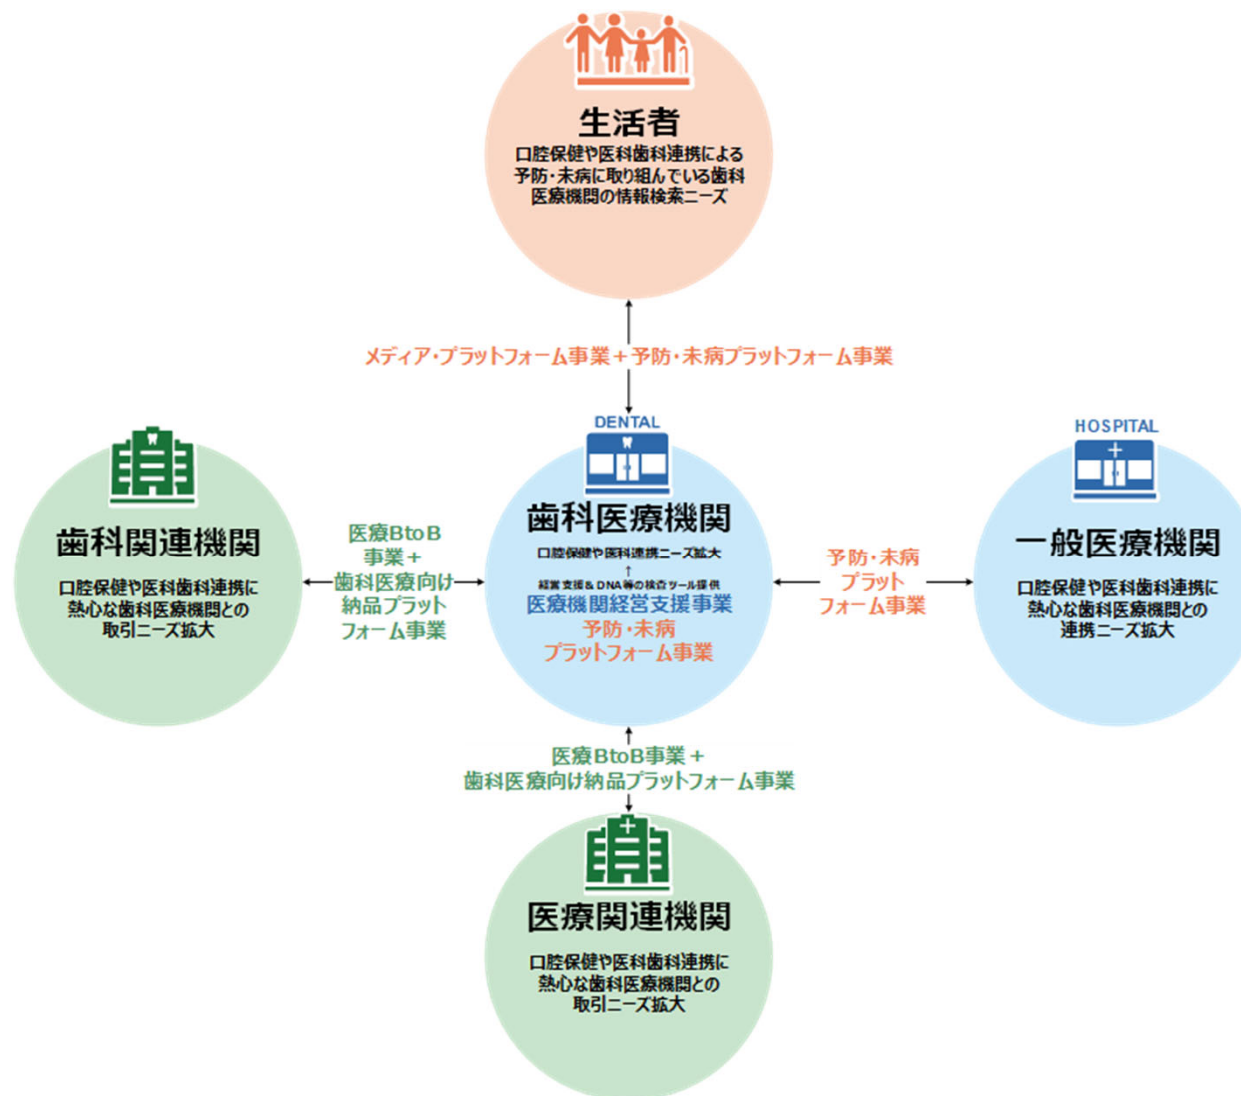 生活者
口腔保健や医科歯科連携による
予防・未病に取り組んでいる歯科
医療機関の情報検索ニーズ
メディア・プラットフォーム事業＋予防・未病プラットフォーム事業
歯科関連機関
口腔保健や医科歯科連携に
熱心な歯科医療機関との
取引ニーズ拡大
医療BtoB
事業＋
歯科医療向け
納品プラット
フォーム事業
DENTAL
歯科医療機関
口腔保健や医科連携ニーズ拡大
↑
経営支援＆DNA等の検査ツール提供
医療機関経営支援事業
予防・未病
プラットフォーム事業
予防・未病
プラット
フォーム事業
HOSPITAL
一般医療機関
口腔保健や医科歯科連携に
熱心な歯科医療機関との
連携ニーズ拡大
医療BtoB事業＋
歯科医療向け納品プラットフォーム事業
医療関連機関
口腔保健や医科歯科連携に
熱心な歯科医療機関との
取引ニーズ拡大